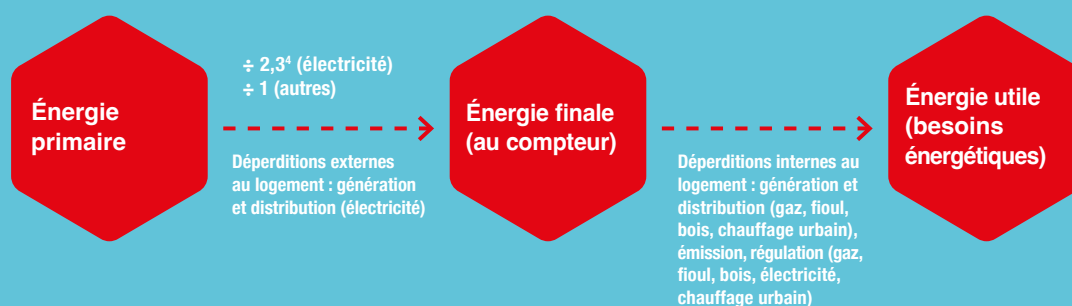 Énergie
primaire
÷ 2,3⁴ (électricité)
÷ 1 (autres)
Déperditions externes
au logement : génération
et distribution (électricité)
Énergie finale
(au compteur)
Déperditions internes au
logement : génération et
distribution (gaz, fioul,
bois, chauffage urbain),
émission, régulation (gaz,
fioul, bois, électricité,
chauffage urbain)
Énergie utile
(besoins
énergétiques)